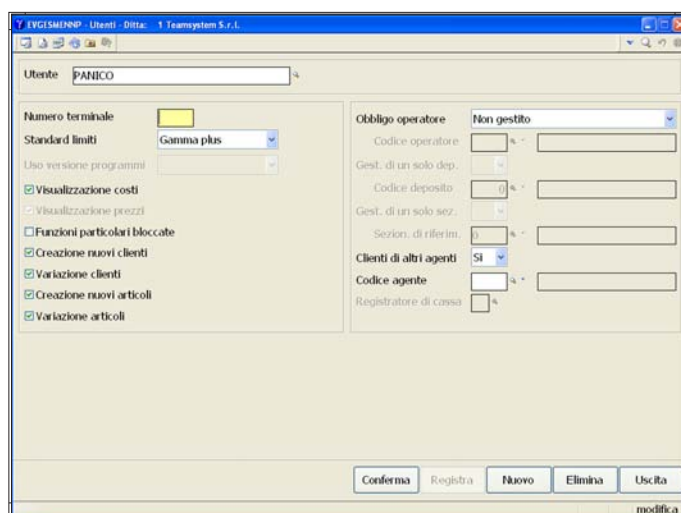 EVGESMENNP - Utenti - Ditta: 1 Teamsystem S.r.l.
Utente PANICO
Numero terminale
Standard limiti Gamma plus
Uso versione programmi
Visualizzazione costi
Visualizzazione prezzi
Funzioni particolari bloccate
Creazione nuovi clienti
Variazione clienti
Creazione nuovi articoli
Variazione articoli
Obbligo operatore Non gestito
Codice operatore
Gest. di un solo dep.
Codice deposito 0
Gest. di un solo sez.
Sezion. di riferim. 0
Clienti di altri agenti Si
Codice agente
Registratore di cassa
Conferma Registra Nuovo Elimina Uscita
modifica